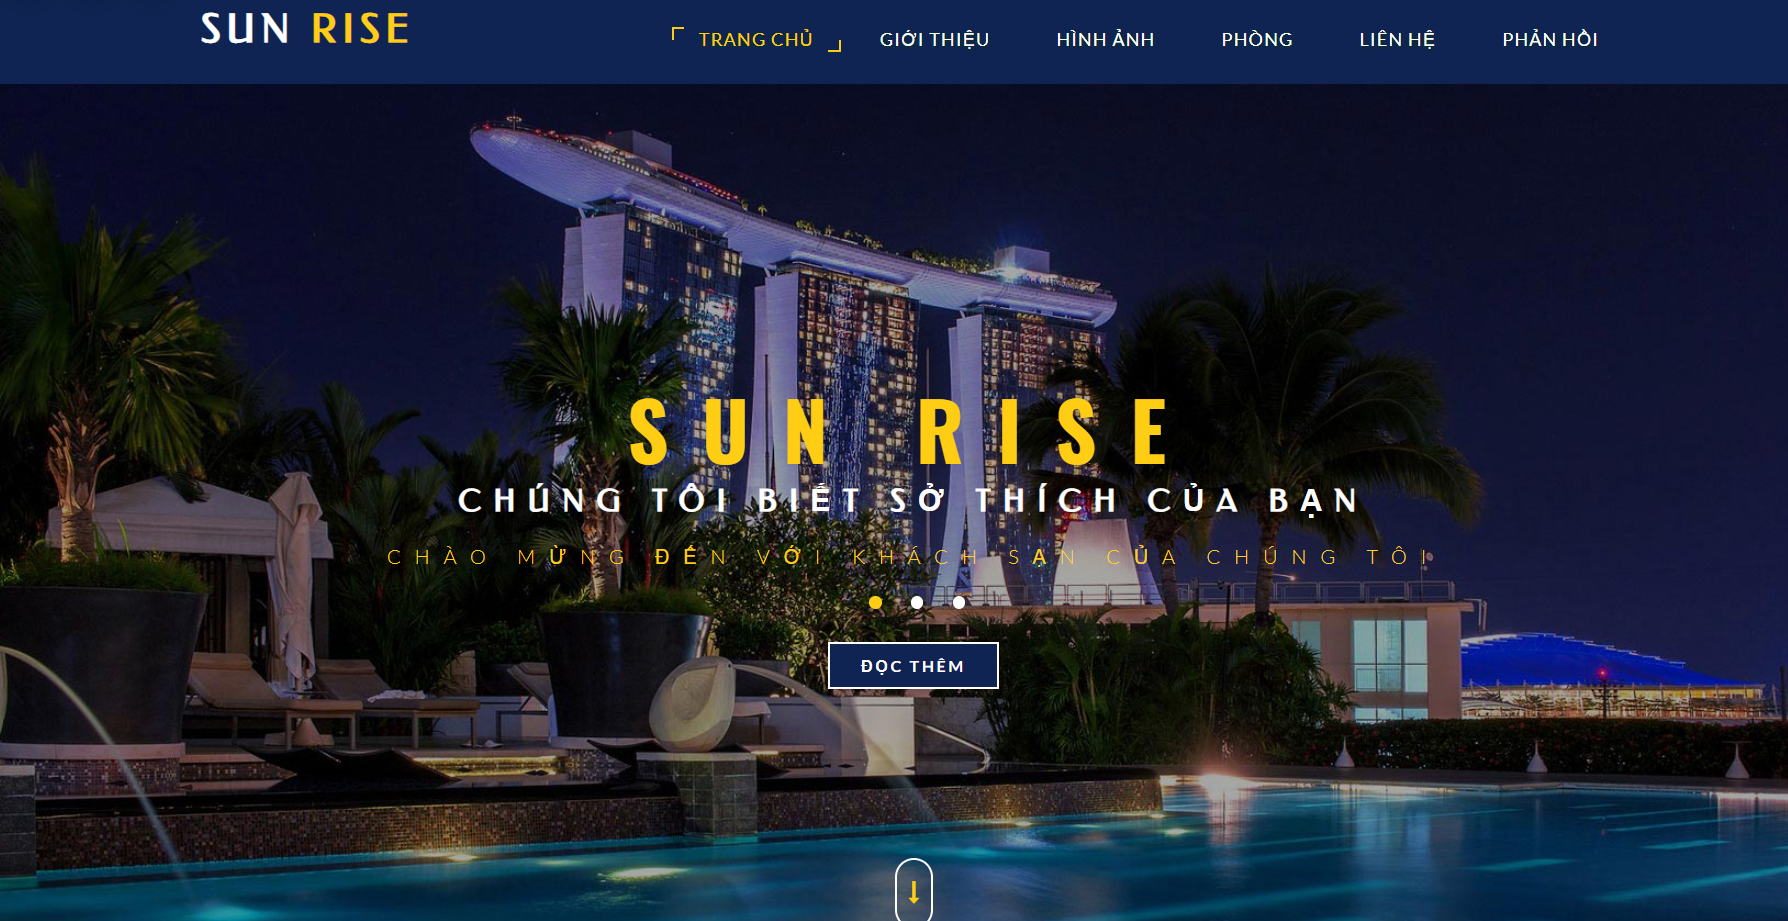 SUN RISE
TRANG CHỦ GIỚI THIỆU HÌNH ẢNH PHÒNG LIÊN HỆ PHẢN HỒI
SUN RISE
CHÚNG TÔI BIẾT SỞ THÍCH CỦA BẠN
CHÀO MỪNG ĐẾN VỚI KHÁCH SẠN CỦA CHÚNG TÔI
ĐỌC THÊM